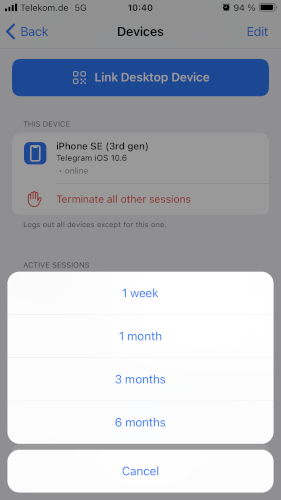 Telekom.de 5G 10:40 94 %
Back Devices Edit
Link Desktop Device
THIS DEVICE
iPhone SE (3rd gen)
Telegram iOS 10.6
• online
Terminate all other sessions
Logs out all devices except for this one.
ACTIVE SESSIONS
1 week
1 month
3 months
6 months
Cancel